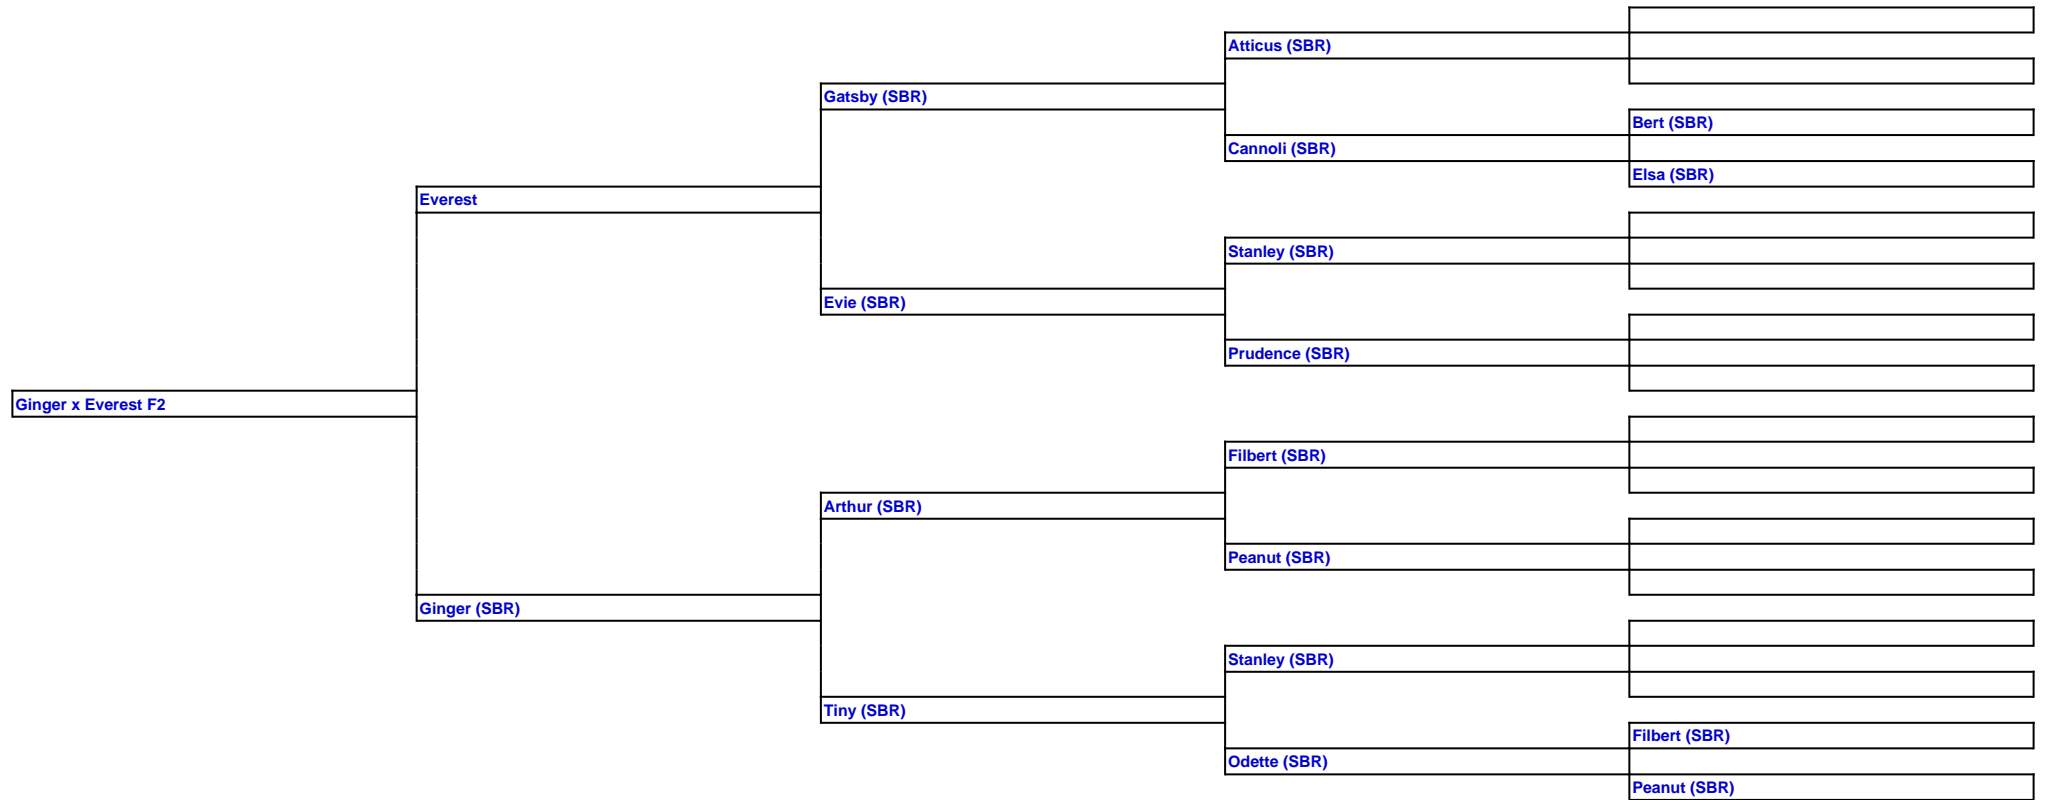 Atticus (SBR)
Gatsby (SBR)
Bert (SBR)
Cannoli (SBR)
Elsa (SBR)
Everest
Stanley (SBR)
Evie (SBR)
Prudence (SBR)
Ginger x Everest F2
Filbert (SBR)
Arthur (SBR)
Peanut (SBR)
Ginger (SBR)
Stanley (SBR)
Tiny (SBR)
Filbert (SBR)
Odette (SBR)
Peanut (SBR)